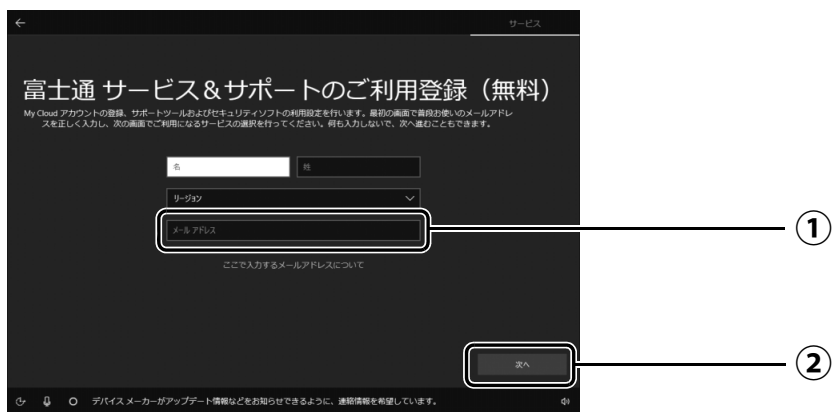 サービス
富士通 サービス＆サポートのご利用登録（無料）
My Cloud アカウントの登録、サポートツールおよびセキュリティソフトの利用設定を行います。最初の画面で普段お使いのメールアドレ
スを正しく入力し、次の画面でご利用になるサービスの選択を行ってください。何も入力しないで、次へ進むこともできます。
名 姓
リージョン
メール アドレス
①
ここで入力するメールアドレスについて
次へ
②
デバイス メーカーがアップデート情報などをお知らせできるように、連絡情報を希望しています。